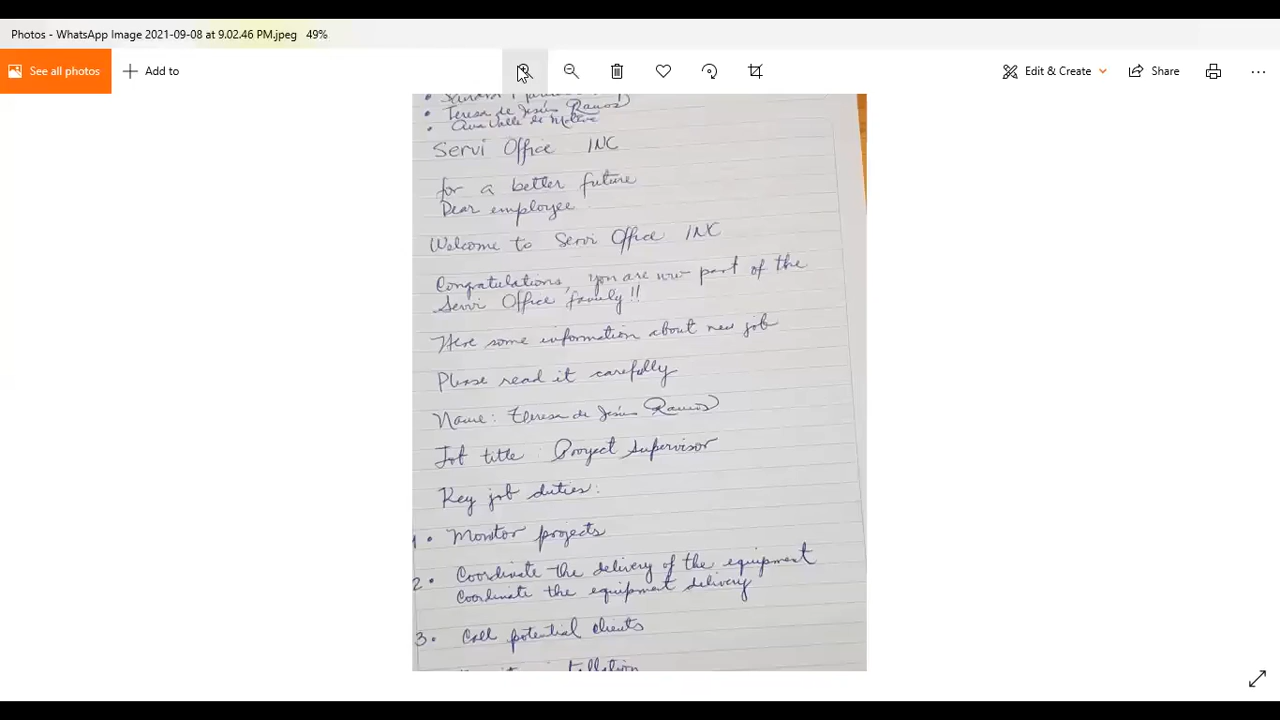 Photos - WhatsApp Image 2021-09-08 at 9.02.46 PM.jpeg 49%
See all photos
Add to
Edit & Create
Share
• Teresa de Jesús Ramos
• Ana Valle de
Servi Office INC
for a better future
Dear employee
Welcome to Servi Office INC
Congratulations, you are now part of the
Servi Office family!!
Here some information about new job
Please read it carefully
Name: Teresa de Jesús Ramos
Job title : Proyect supervisor
Key job duties:
1 • Monitor projects
2 • Coordinate the delivery of the equipment
Coordinate the equipment delivery
3 • Call potential clients